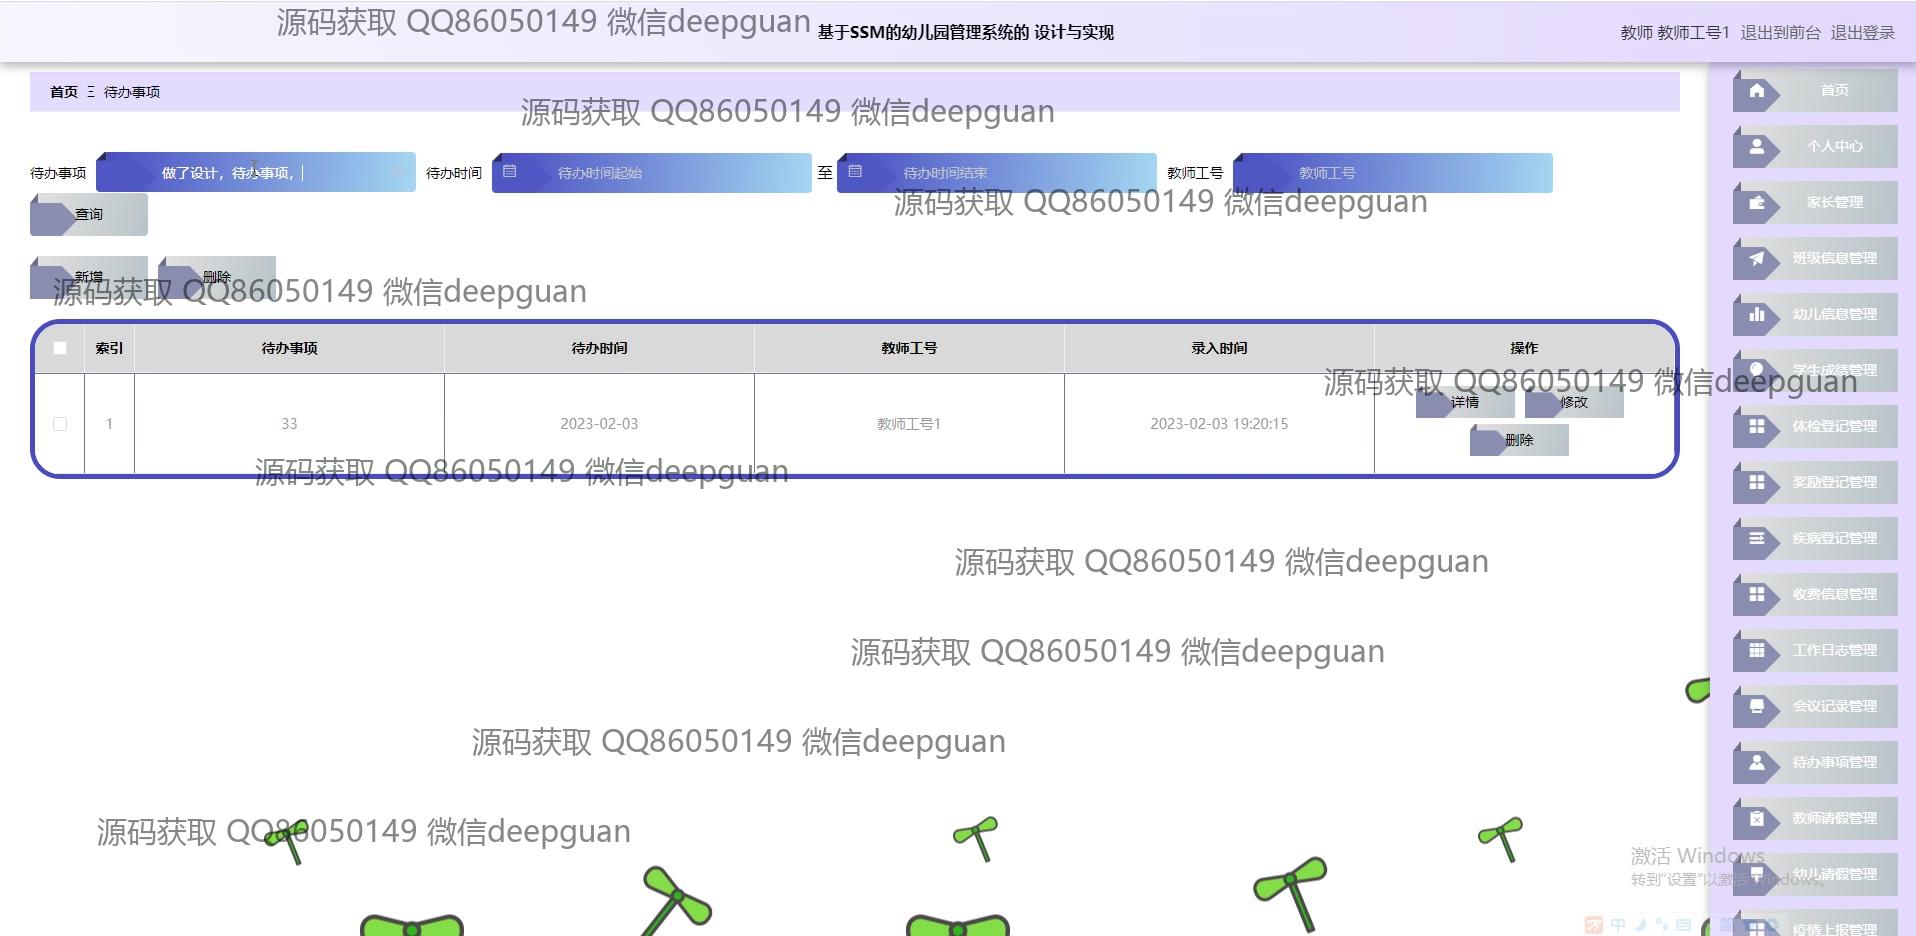 源码获取 QQ86050149 微信deepguan
基于SSM的幼儿园管理系统的 设计与实现
教师 教师工号1 退出到前台 退出登录
首页 Ξ 待办事项
源码获取 QQ86050149 微信deepguan
待办事项 做了设计，待办事项， 待办时间 待办时间起始 至 待办时间结束 教师工号 教师工号
源码获取 QQ86050149 微信deepguan
查询
新增 删除
源码获取 QQ86050149 微信deepguan
索引 待办事项 待办时间 教师工号 录入时间 操作
源码获取 QQ86050149 微信deepguan
1 33 2023-02-03 教师工号1 2023-02-03 19:20:15 详情 修改
删除
源码获取 QQ86050149 微信deepguan
源码获取 QQ86050149 微信deepguan
源码获取 QQ86050149 微信deepguan
源码获取 QQ86050149 微信deepguan
源码获取 QQ86050149 微信deepguan
首页
个人中心
家长管理
班级信息管理
幼儿信息管理
学生成绩管理
体检登记管理
奖励登记管理
疾病登记管理
收费信息管理
工作日志管理
会议记录管理
待办事项管理
教师请假管理
幼儿请假管理
疫情上报管理
激活 Windows
转到"设置"以激活 Windows。
中
简